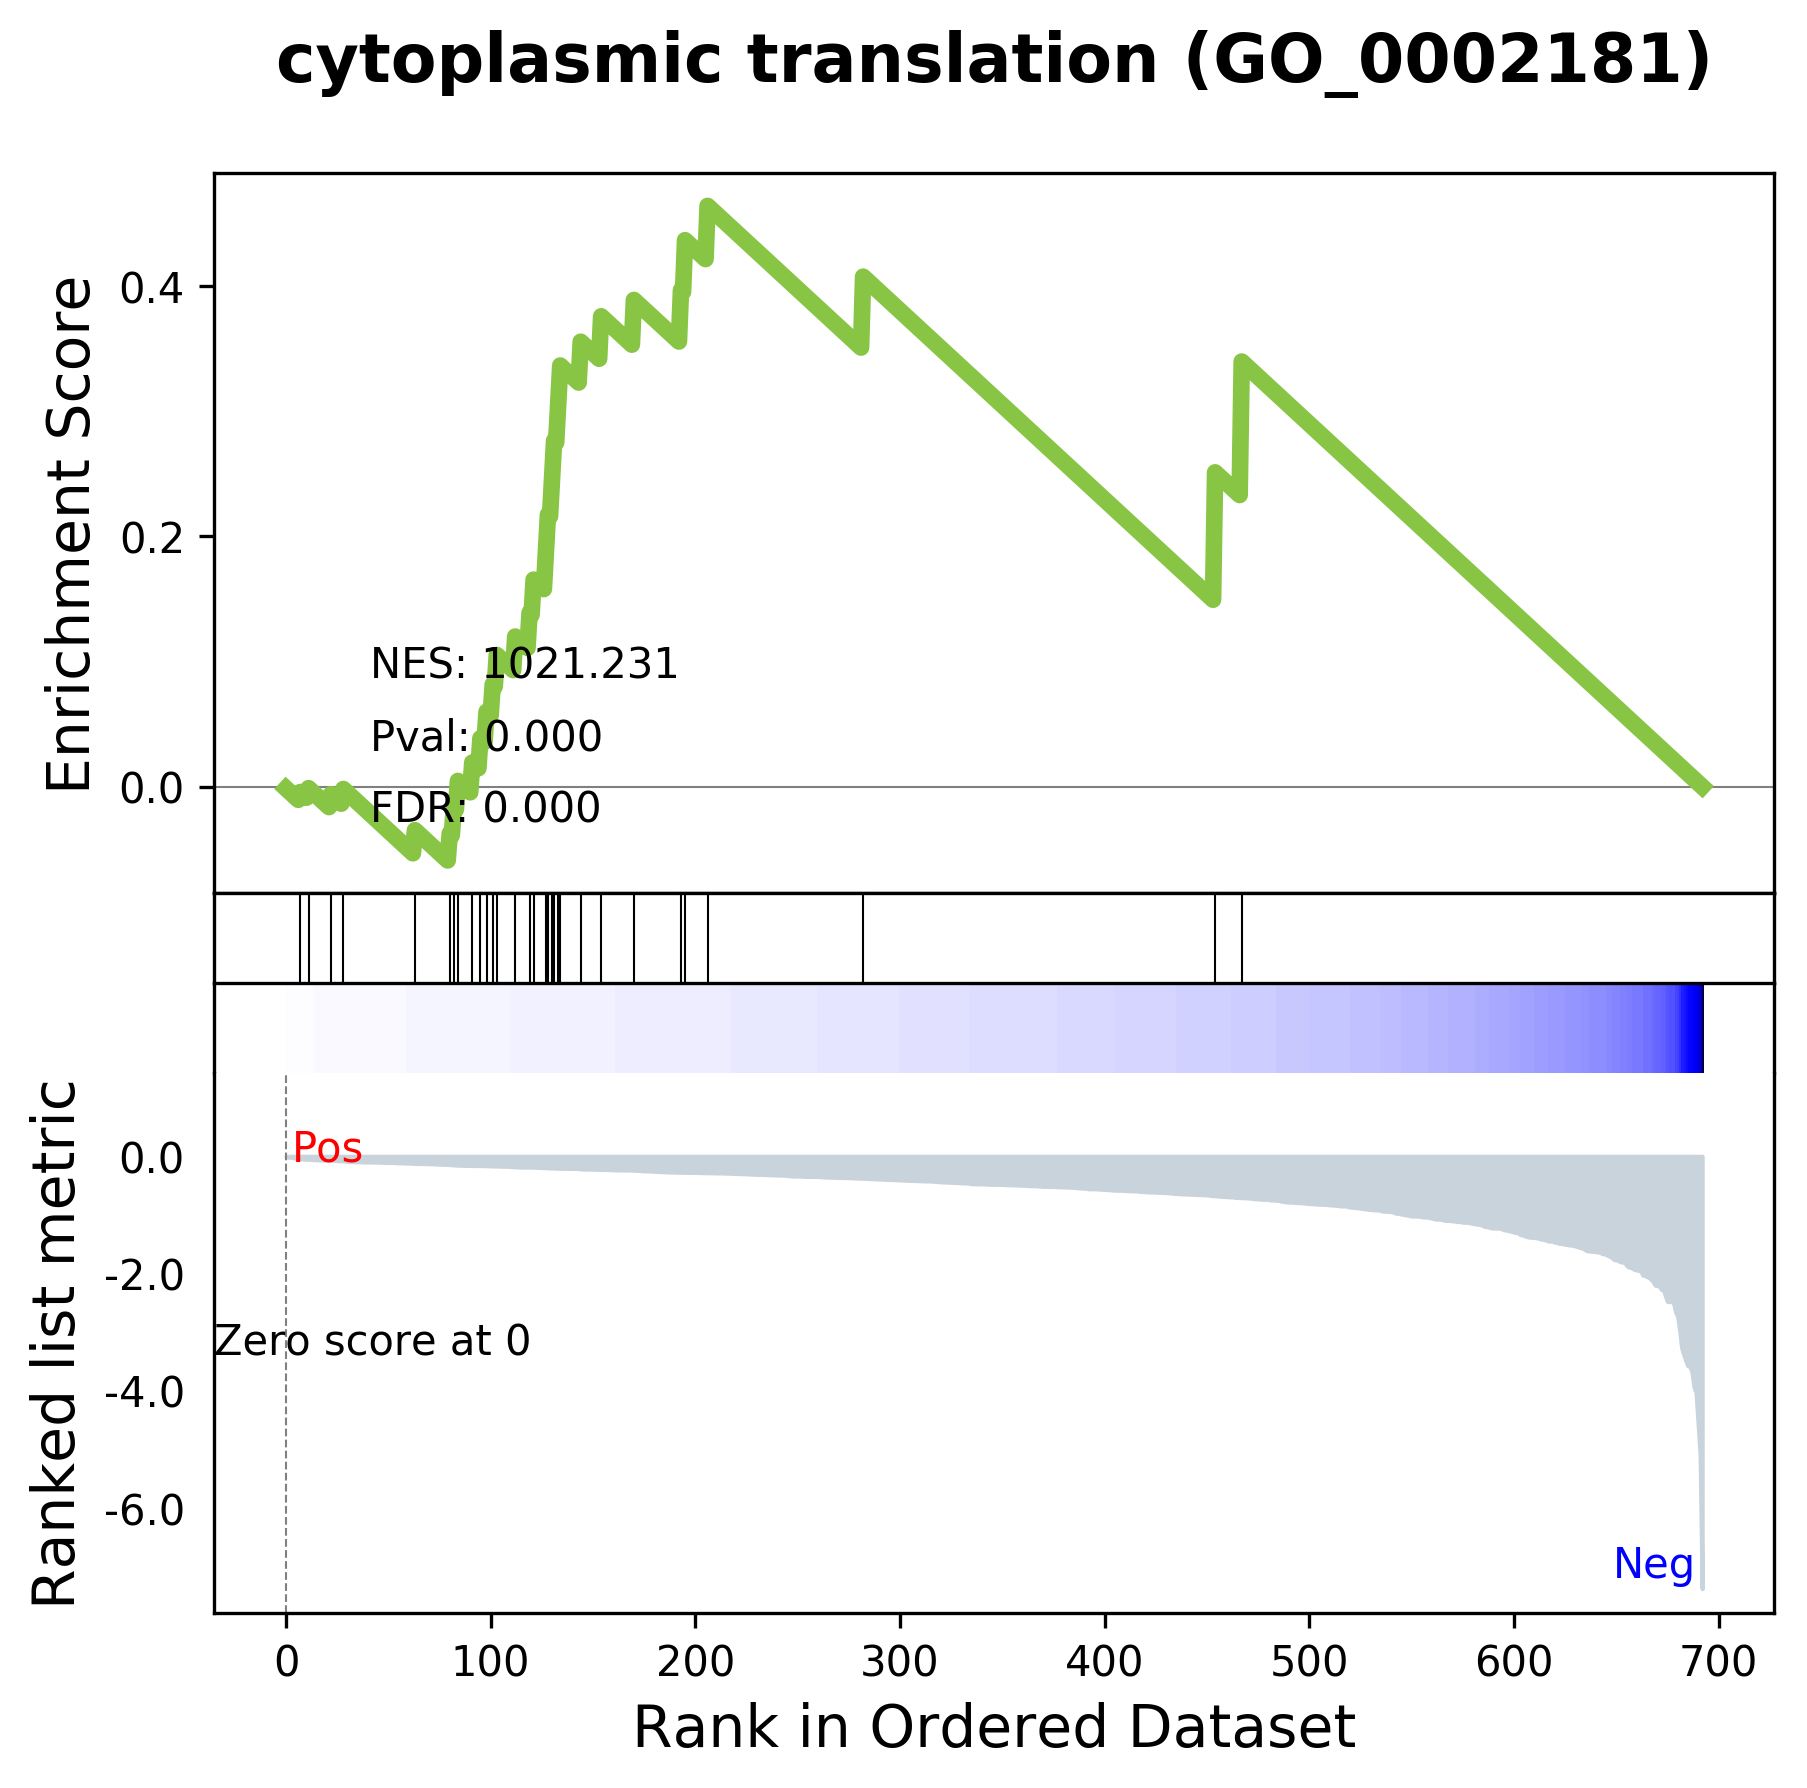 cytoplasmic translation (GO_0002181)
Enrichment Score
0.4
0.2
0.0
NES: 1021.231
Pval: 0.000
FDR: 0.000
Ranked list metric
0.0
-2.0
-4.0
-6.0
Pos
Zero score at 0
Neg
0 100 200 300 400 500 600 700
Rank in Ordered Dataset